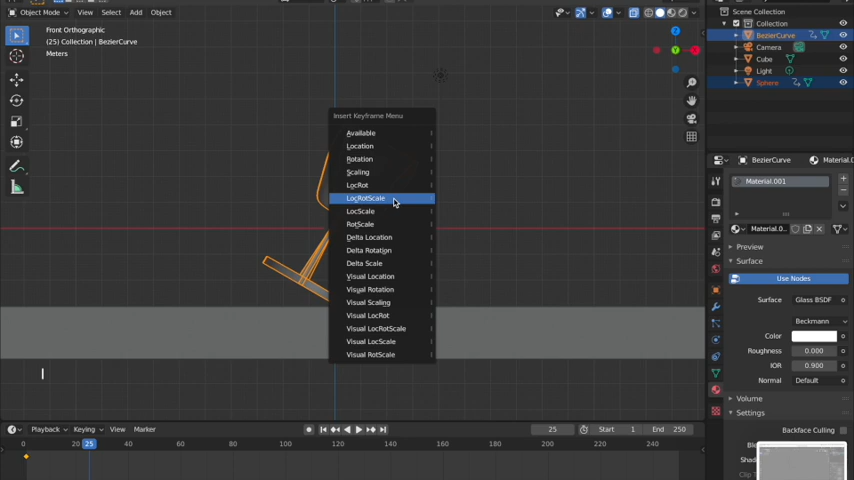 Object Mode View Select Add Object
Front Orthographic
(25) Collection | BezierCurve
Meters
Insert Keyframe Menu
Available
Location
Rotation
Scaling
LocRot
LocRotScale
LocScale
RotScale
Delta Location
Delta Rotation
Delta Scale
Visual Location
Visual Rotation
Visual Scaling
Visual LocRot
Visual LocRotScale
Visual LocScale
Visual RotScale
I
Playback Keying View Marker
25 Start 1 End 250
0 20 25 40 60 80 100 120 140 160 180 200 220 240
Scene Collection
Collection
BezierCurve
Camera
Cube
Light
Sphere
BezierCurve Material.0
Material.001
Material.0...
Preview
Surface
Use Nodes
Surface Glass BSDF
Beckmann
Color
Roughness 0.000
IOR 0.900
Normal Default
Volume
Settings
Backface Culling